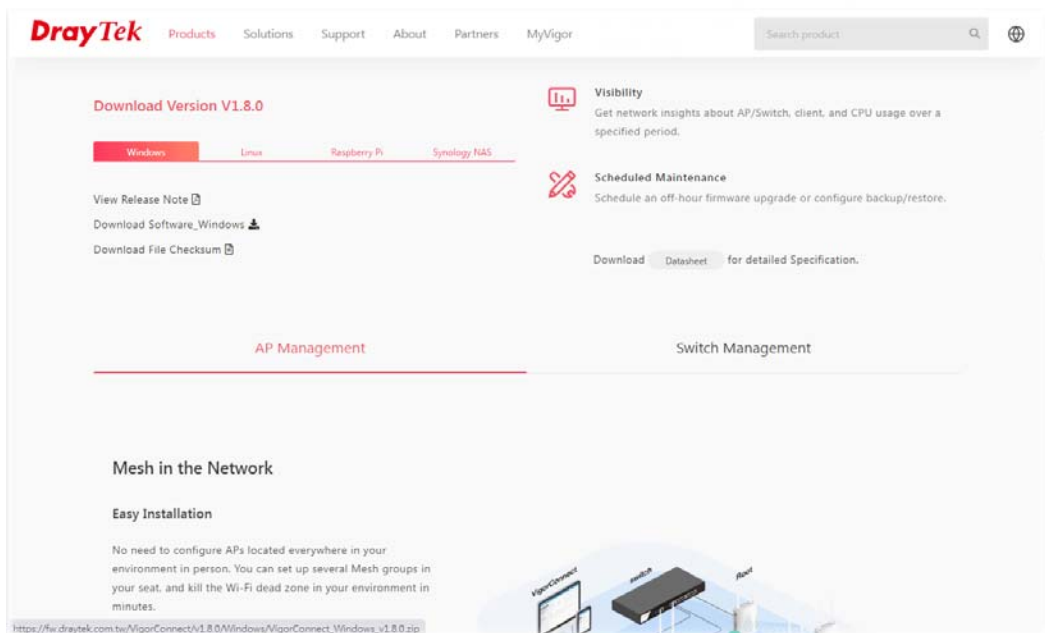 DrayTek Products Solutions Support About Partners MyVigor Search product
Download Version V1.8.0
Windows Linux Raspberry Pi Synology NAS
View Release Note
Download Software_Windows
Download File Checksum
Visibility
Get network insights about AP/Switch, client, and CPU usage over a
specified period.
Scheduled Maintenance
Schedule an off-hour firmware upgrade or configure backup/restore.
Download Datasheet for detailed Specification.
AP Management Switch Management
Mesh in the Network
Easy Installation
No need to configure APs located everywhere in your
environment in person. You can set up several Mesh groups in
your seat, and kill the Wi-Fi dead zone in your environment in
minutes.
VigorConnect
switch
Root
https://fw.draytek.com.tw/VigorConnect/v1.8.0/Windows/VigorConnect_Windows_v1.8.0.zip